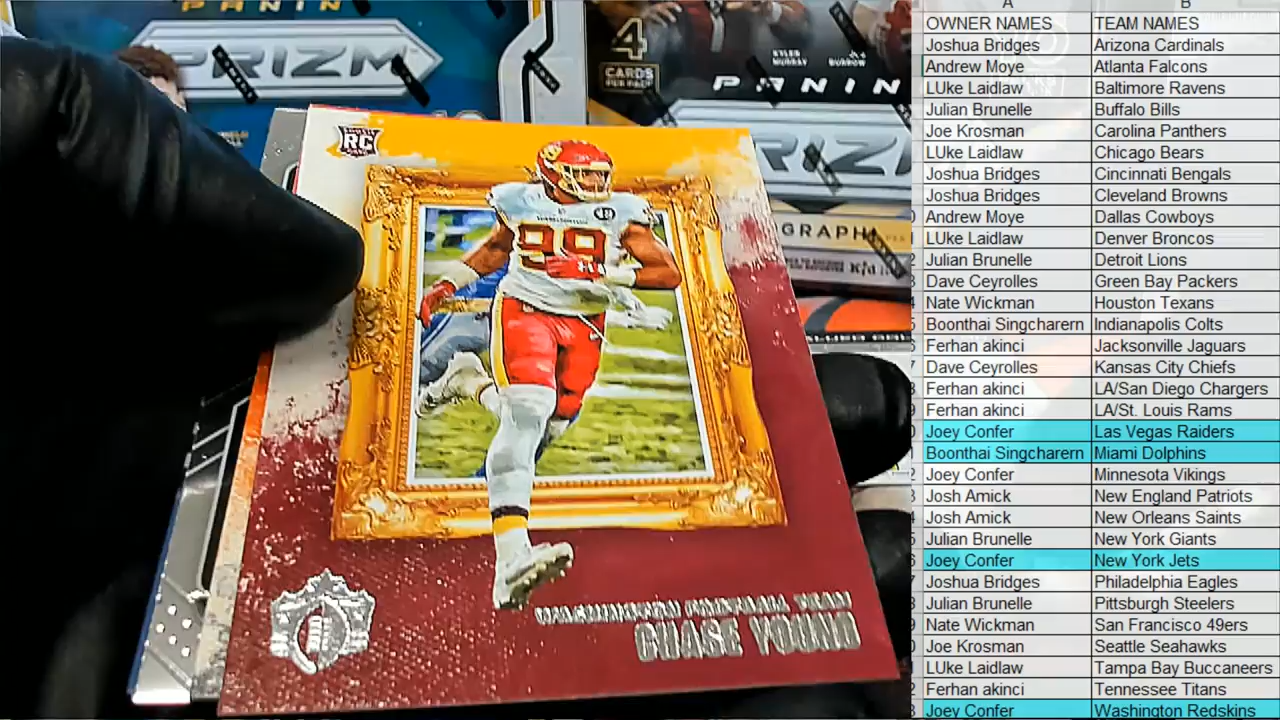 PANINI
PRIZM
4
CARDS
PER PACK
KYLER
MURRAY
BURROW
PANINI
PRIZ
GRAPH
RC
99
WASHINGTON FOOTBALL TEAM
CHASE YOUNG
A B
OWNER NAMES TEAM NAMES
Joshua Bridges Arizona Cardinals
Andrew Moye Atlanta Falcons
LUke Laidlaw Baltimore Ravens
Julian Brunelle Buffalo Bills
Joe Krosman Carolina Panthers
LUke Laidlaw Chicago Bears
Joshua Bridges Cincinnati Bengals
Joshua Bridges Cleveland Browns
Andrew Moye Dallas Cowboys
LUke Laidlaw Denver Broncos
Julian Brunelle Detroit Lions
Dave Ceyrolles Green Bay Packers
Nate Wickman Houston Texans
Boonthai Singcharern Indianapolis Colts
Ferhan akinci Jacksonville Jaguars
Dave Ceyrolles Kansas City Chiefs
Ferhan akinci LA/San Diego Chargers
Ferhan akinci LA/St. Louis Rams
Joey Confer Las Vegas Raiders
Boonthai Singcharern Miami Dolphins
Joey Confer Minnesota Vikings
Josh Amick New England Patriots
Josh Amick New Orleans Saints
Julian Brunelle New York Giants
Joey Confer New York Jets
Joshua Bridges Philadelphia Eagles
Julian Brunelle Pittsburgh Steelers
Nate Wickman San Francisco 49ers
Joe Krosman Seattle Seahawks
LUke Laidlaw Tampa Bay Buccaneers
Ferhan akinci Tennessee Titans
Joey Confer Washington Redskins